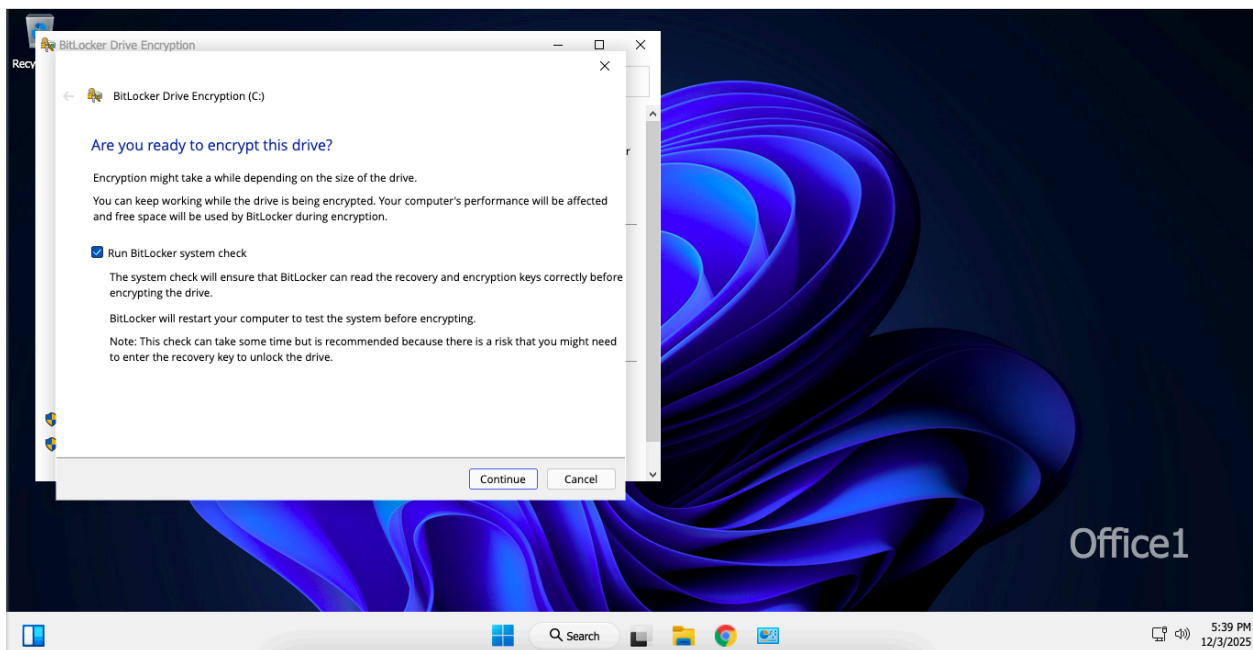 Recy
BitLocker Drive Encryption
BitLocker Drive Encryption (C:)
Are you ready to encrypt this drive?
Encryption might take a while depending on the size of the drive.
You can keep working while the drive is being encrypted. Your computer's performance will be affected
and free space will be used by BitLocker during encryption.
r
Run BitLocker system check
The system check will ensure that BitLocker can read the recovery and encryption keys correctly before
encrypting the drive.
BitLocker will restart your computer to test the system before encrypting.
Note: This check can take some time but is recommended because there is a risk that you might need
to enter the recovery key to unlock the drive.
Continue
Cancel
Office1
Search
5:39 PM
12/3/2025